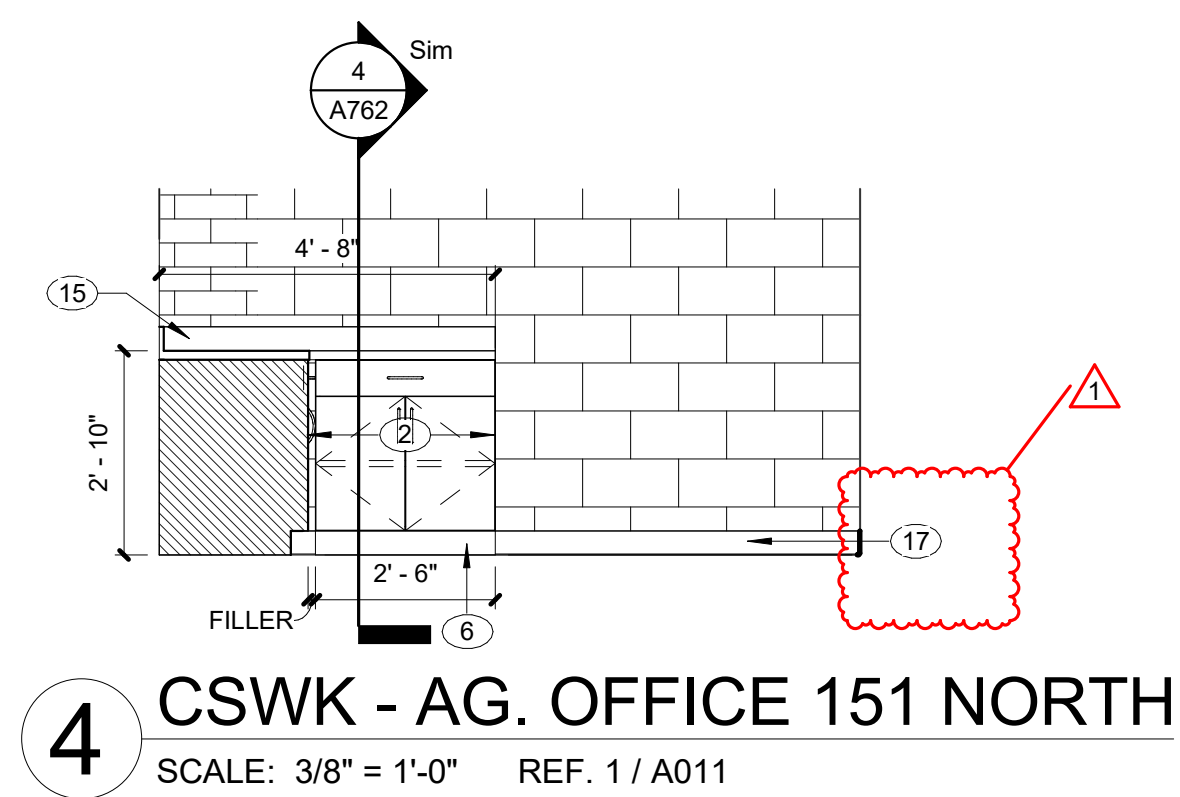 Sim
4
A762
4' - 8"
15
1
2' - 10"
2
17
2' - 6"
FILLER
6
4
CSWK - AG. OFFICE 151 NORTH
SCALE: 3/8" = 1'-0" REF. 1 / A011